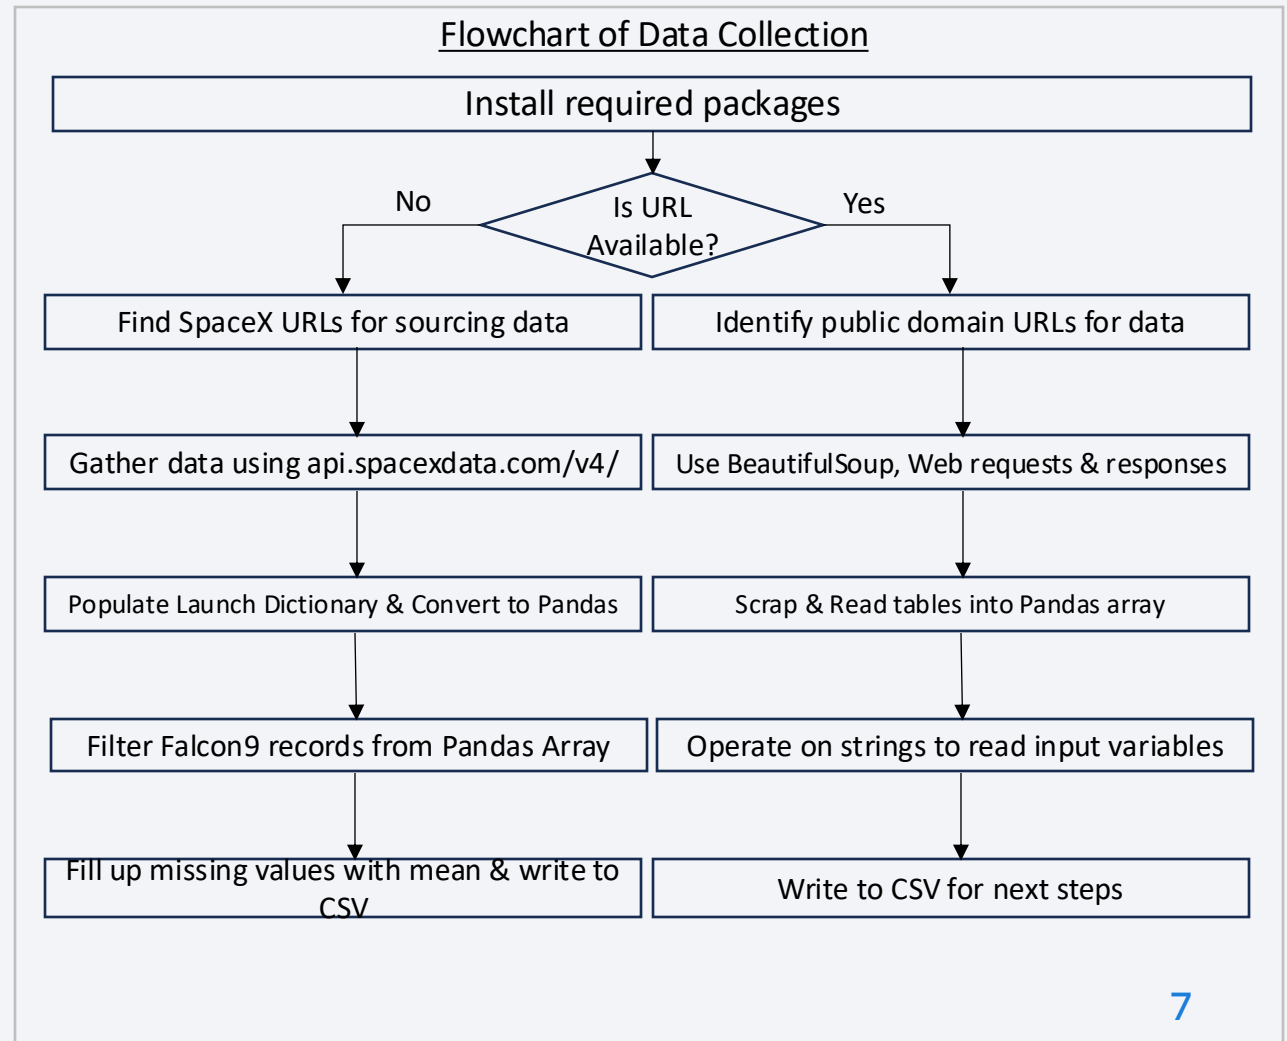 Flowchart of Data Collection
Install required packages
Is URL
Available?
No
Yes
Find SpaceX URLs for sourcing data
Identify public domain URLs for data
Gather data using api.spacexdata.com/v4/
Use BeautifulSoup, Web requests & responses
Populate Launch Dictionary & Convert to Pandas
Scrap & Read tables into Pandas array
Filter Falcon9 records from Pandas Array
Operate on strings to read input variables
Fill up missing values with mean & write to
CSV
Write to CSV for next steps
7